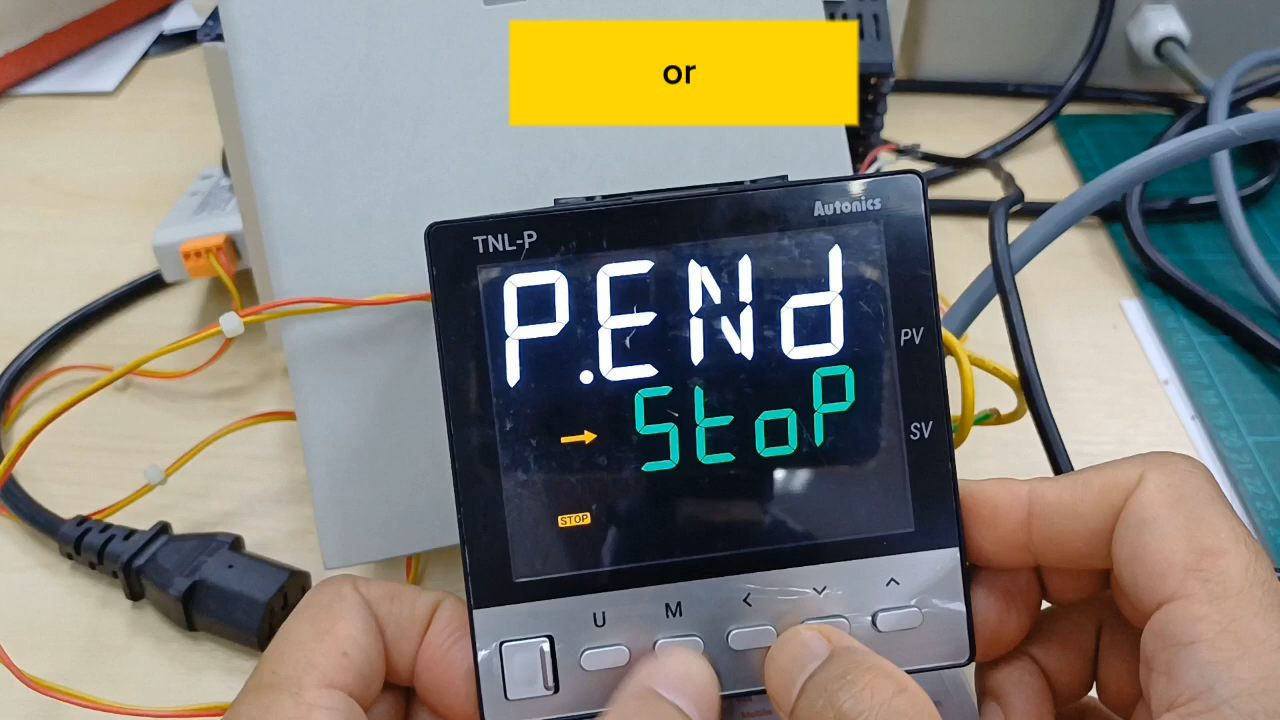 or
Autonics
TNL-P
P.ENd
PV
StoP
SV
STOP
U M < ∨ ∧